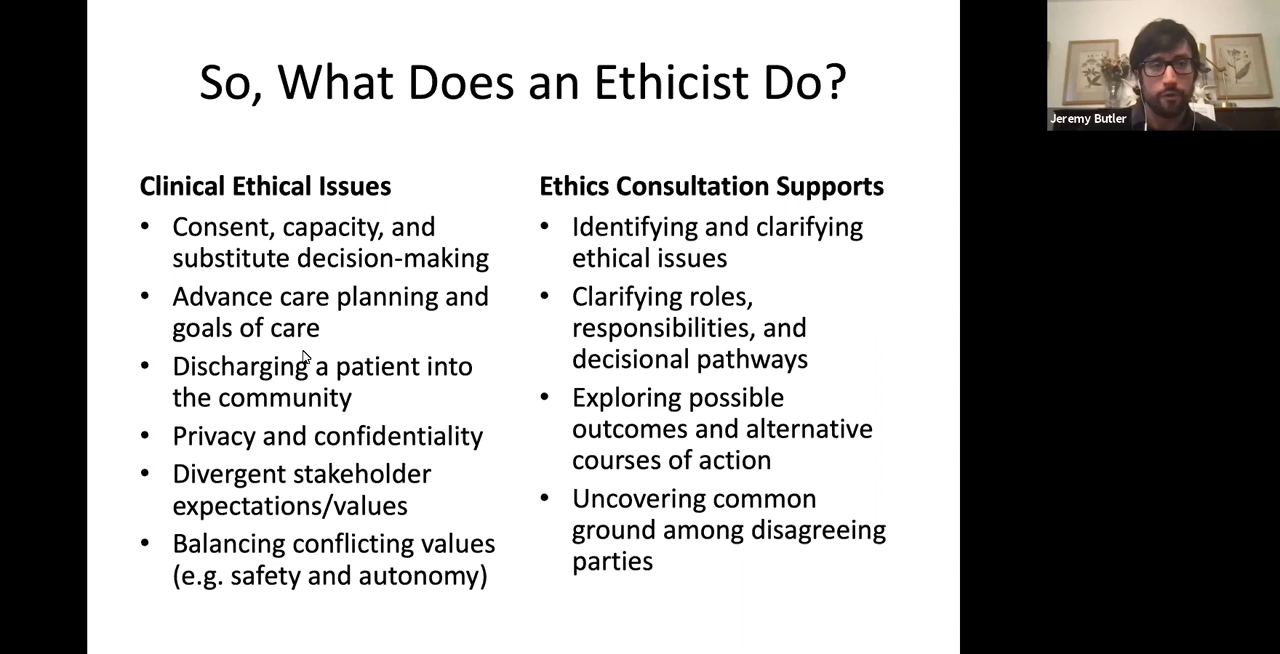 So, What Does an Ethicist Do?
Clinical Ethical Issues
• Consent, capacity, and
substitute decision-making
• Advance care planning and
goals of care
• Discharging a patient into
the community
• Privacy and confidentiality
• Divergent stakeholder
expectations/values
• Balancing conflicting values
(e.g. safety and autonomy)
Ethics Consultation Supports
• Identifying and clarifying
ethical issues
• Clarifying roles,
responsibilities, and
decisional pathways
• Exploring possible
outcomes and alternative
courses of action
• Uncovering common
ground among disagreeing
parties
Jeremy Butler